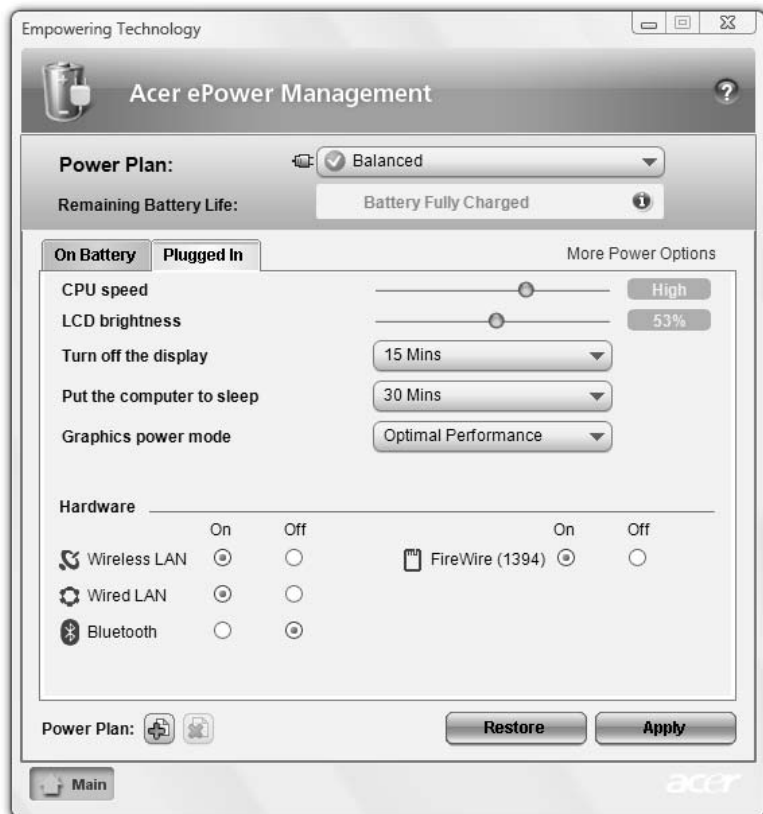 Empowering Technology
Acer ePower Management
?
Power Plan:
Balanced
Remaining Battery Life:
Battery Fully Charged
i
On Battery
Plugged In
More Power Options
CPU speed
High
LCD brightness
53%
Turn off the display
15 Mins
Put the computer to sleep
30 Mins
Graphics power mode
Optimal Performance
Hardware
On Off On Off
Wireless LAN
FireWire (1394)
Wired LAN
Bluetooth
Power Plan:
Restore
Apply
Main
acer